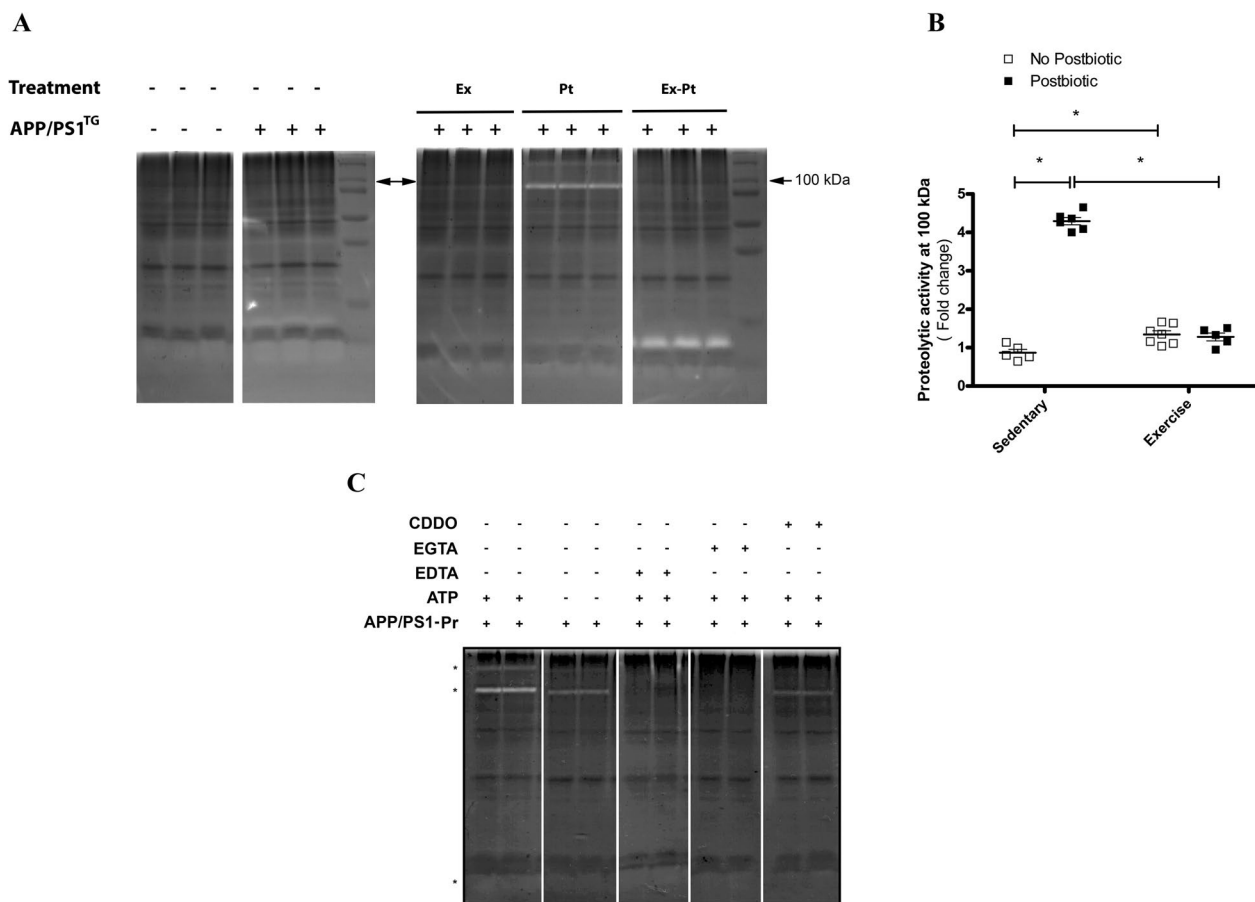 A
Treatment - - - - - - Ex Pt Ex-Pt
APP/PS1TG - - - + + + + + + + + + + + +
100 kDa
B
□ No Postbiotic
■ Postbiotic
*
* *
Proteolytic activity at 100 kDa
( Fold change)
5
4
3
2
1
0
Sedentary
Exercise
C
CDDO - - - - - - - - + +
EGTA - - - - - - + + - -
EDTA - - - - + + - - - -
ATP + + - - + + + + + +
APP/PS1-Pr + + + + + + + + + +
*
*
*